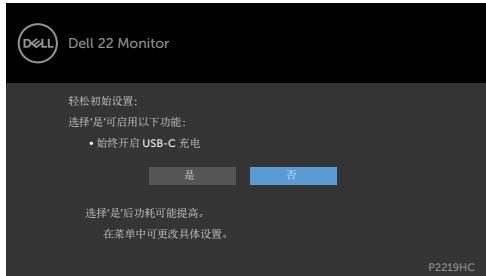 DELL
Dell 22 Monitor
轻松初始设置:
选择‘是’可启用以下功能:
• 始终开启 USB-C 充电
是 否
选择‘是’后功耗可能提高。
在菜单中可更改具体设置。
P2219HC